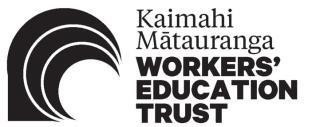 Kaimahi
Mātauranga
WORKERS’
EDUCATION
TRUST